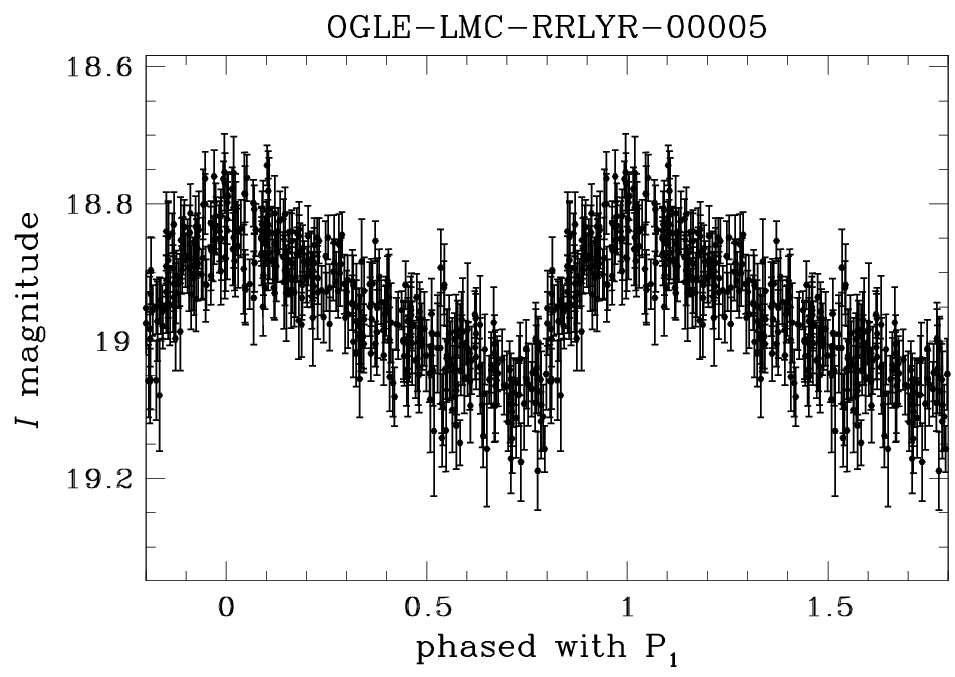 OGLE-LMC-RRLYR-00005
18.6
18.8
19
19.2
I magnitude
0 0.5 1 1.5
phased with P₁